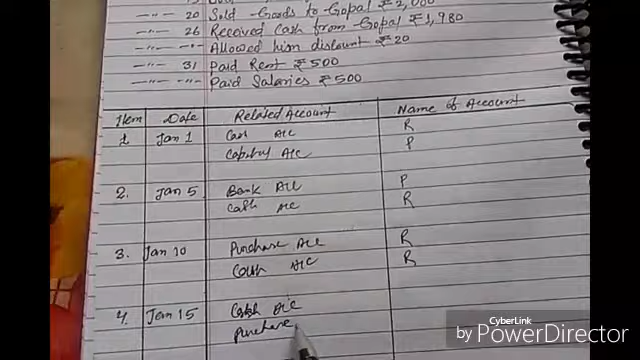 —"— 20 Sold Goods to Gopal ₹2,000
—"— 26 Received Cash from Gopal ₹1,980
—"— —"— Allowed him discount ₹20
—"— 31 Paid Rent ₹500
—"— —"— Paid Salaries ₹500
Item Date Related Account Name of Account
1 Jan 1 Cash A/c R
Capital A/c P
2. Jan 5 Bank A/c P
Cash A/c R
3. Jan 10 Purchase A/c R
Cash A/c R
4. Jan 15 Cash A/c
Purchase
CyberLink
by PowerDirector